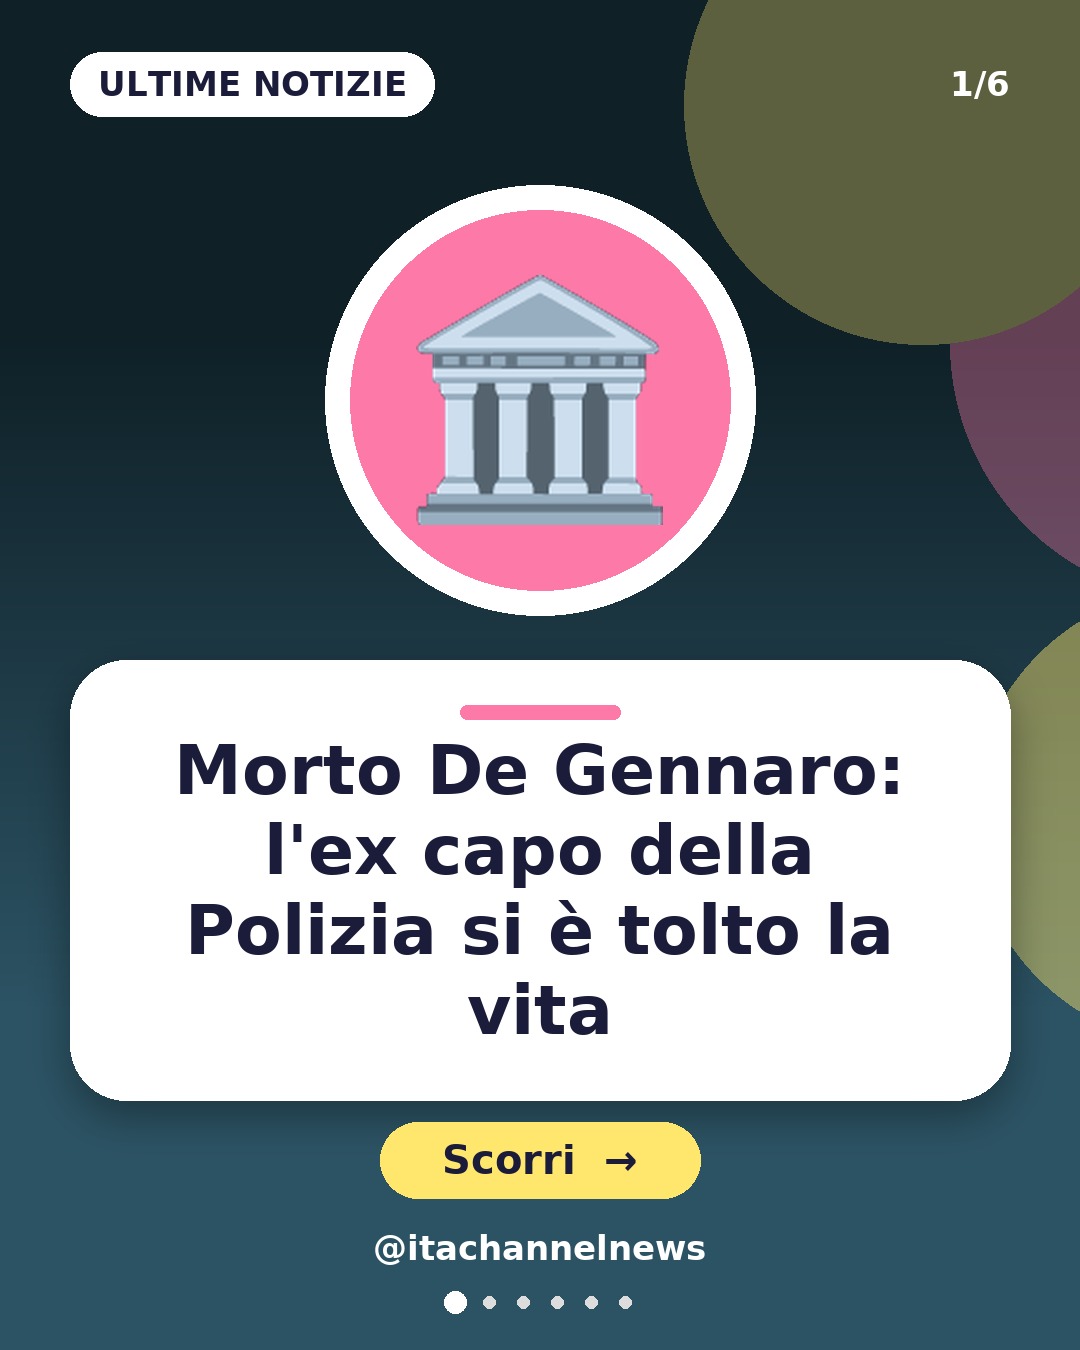 ULTIME NOTIZIE
1/6
Morto De Gennaro:
l'ex capo della
Polizia si è tolto la
vita
Scorri →
@itachannelnews